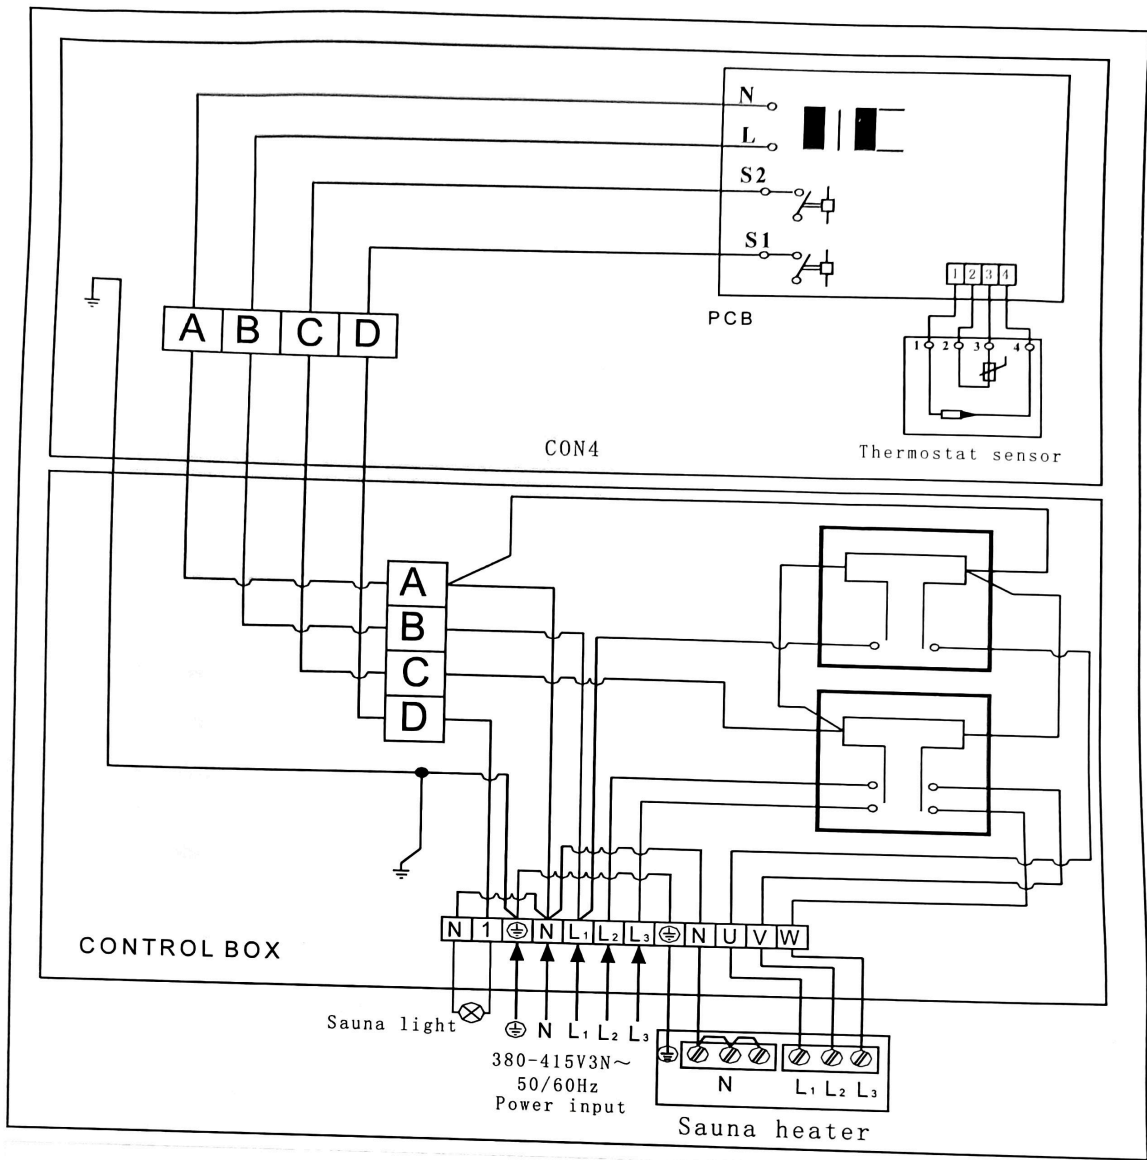 N
L
S2
S1
1 2 3 4
PCB
A B C D
1 2 3 4
CON4
Thermostat sensor
A
B
C
D
N 1 N L1 L2 L3 N U V W
CONTROL BOX
Sauna light
N L1 L2 L3
380-415V3N~
50/60Hz
Power input
N
L1 L2 L3
Sauna heater